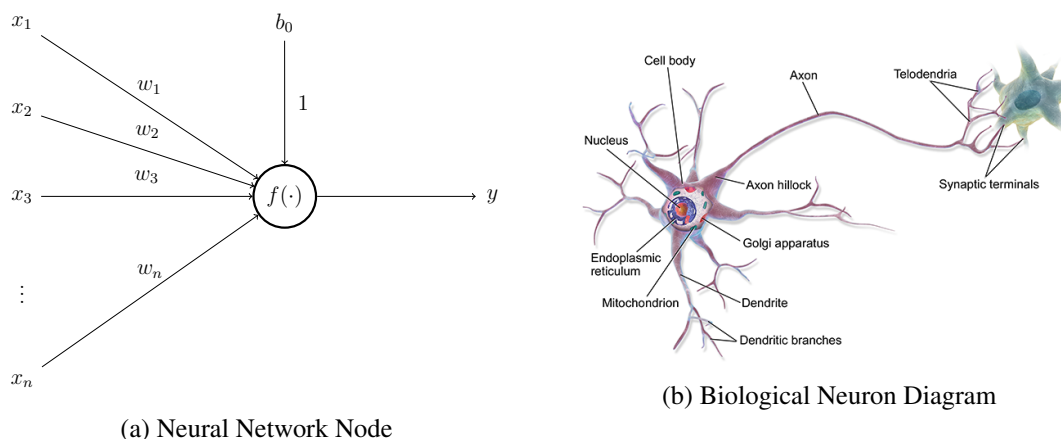 x₁
b₀
w₁
1
x₂
w₂
w₃
x₃
f(·)
y
wₙ
⋮
xₙ
(a) Neural Network Node
Cell body
Axon
Telodendria
Nucleus
Axon hillock
Synaptic terminals
Golgi apparatus
Endoplasmic
reticulum
Mitochondrion
Dendrite
Dendritic branches
(b) Biological Neuron Diagram